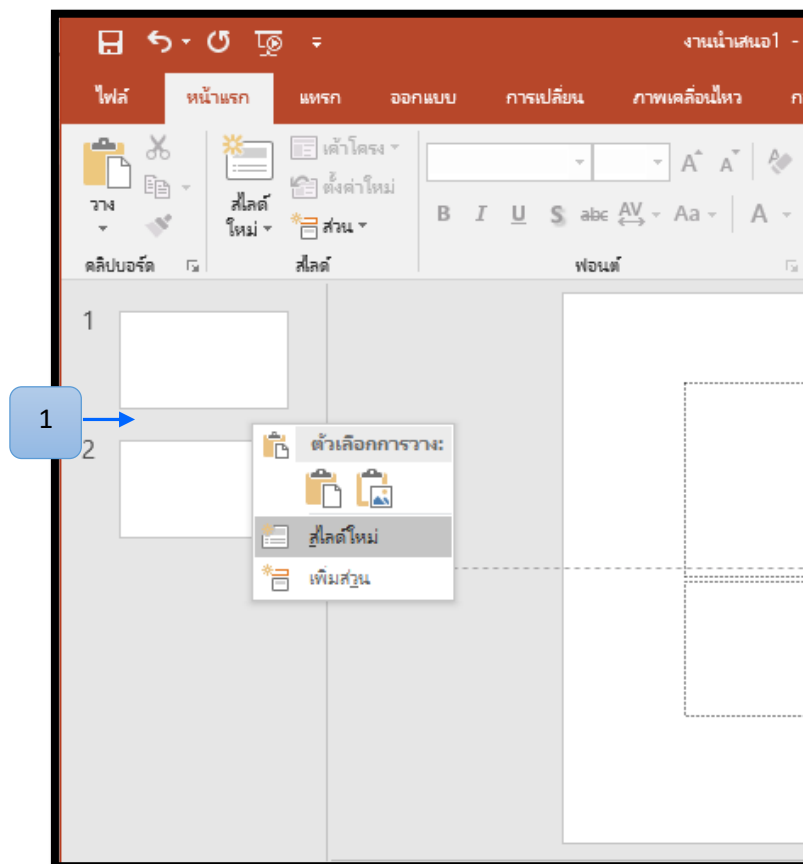 งานนำเสนอ1 -
ไฟล์ หน้าแรก แทรก ออกแบบ การเปลี่ยน ภาพเคลื่อนไหว ก
วาง
สไลด์
ใหม่
เค้าโครง
ตั้งค่าใหม่
ส่วน
B I U S abc AV Aa A
A A A
คลิปบอร์ด สไลด์ ฟอนต์
1
1
2
ตัวเลือกการวาง:
สไลด์ใหม่
เพิ่มส่วน